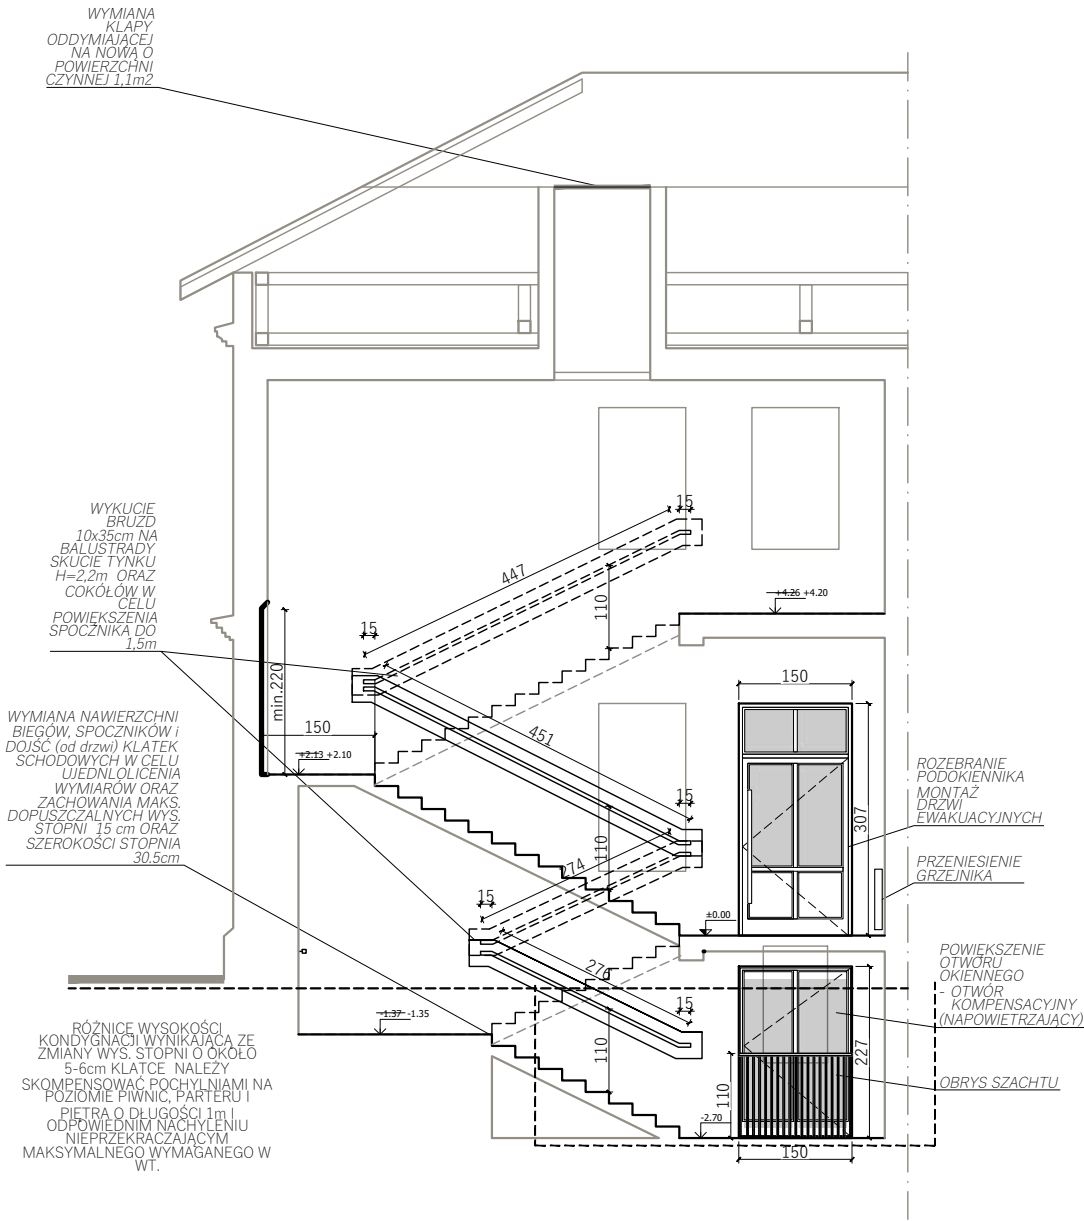 WYMIANA
KLAPY
ODDYMIAJĄCEJ
NA NOWĄ O
POWIERZCHNI
CZYNNEJ 1,1m2
WYKUCIE
BRUZD
10x35cm NA
BALUSTRADY
SKUCIE TYNKU
H=2,2m ORAZ
COKÓŁÓW W
CELU
POWIĘKSZENIA
SPOCZNIKA DO
1,5m
WYMIANA NAWIERZCHNI
BIEGÓW, SPOCZNIKÓW i
DOJŚĆ (od drzwi) KLATEK
SCHODOWYCH W CELU
UJEDNLOLICENIA
WYMIARÓW ORAZ
ZACHOWANIA MAKS.
DOPUSZCZALNYCH WYS.
STOPNI 15 cm ORAZ
SZEROKOŚCI STOPNIA
30.5cm
RÓŻNICĘ WYSOKOŚCI
KONDYGNACJI WYNIKAJĄCA ZE
ZMIANY WYS. STOPNI O OKOŁO
5-6cm KLATCE NALEŻY
SKOMPENSOWAĆ POCHYLNIAMI NA
POZIOMIE PIWNIC, PARTERU I
PIĘTRA O DŁUGOŚCI 1m I
ODPOWIEDNIM NACHYLENIU
NIEPRZEKRACZAJĄCYM
MAKSYMALNEGO WYMAGANEGO W
WT.
15
447
110
+4.26 +4.20
15
min.220
150
+2.13 +2.10
451
15
110
274
15
276
15
110
-1.37 -1.35
150
307
±0.00
227
110
-2.70
150
ROZEBRANIE
PODOKIENNIKA
MONTAŻ
DRZWI
EWAKUACYJNYCH
PRZENIESIENIE
GRZEJNIKA
POWIĘKSZENIE
OTWORU
OKIENNEGO
- OTWÓR
KOMPENSACYJNY
(NAPOWIETRZAJĄCY)
OBRYS SZACHTU